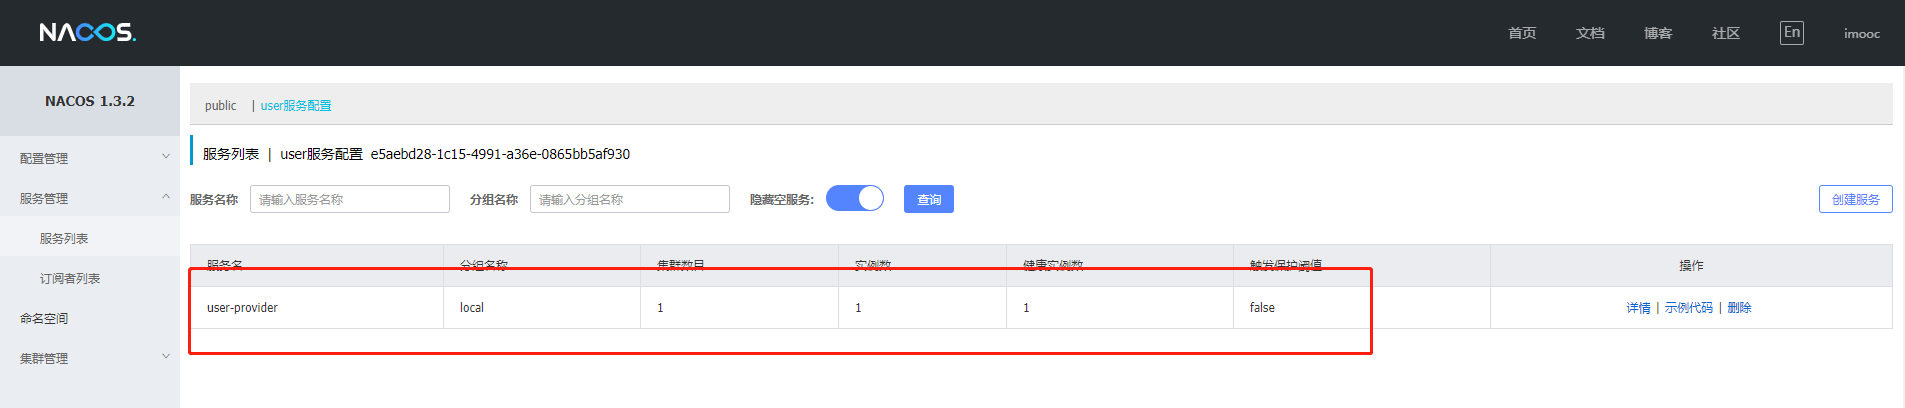 NACOS.
首页 文档 博客 社区 En imooc
NACOS 1.3.2
配置管理
服务管理
服务列表
订阅者列表
命名空间
集群管理
public | user服务配置
服务列表 | user服务配置 e5aebd28-1c15-4991-a36e-0865bb5af930
服务名称 请输入服务名称 分组名称 请输入分组名称 隐藏空服务: 查询 创建服务
服务名 分组名称 集群数目 实例数 健康实例数 触发保护阈值 操作
user-provider local 1 1 1 false 详情 | 示例代码 | 删除